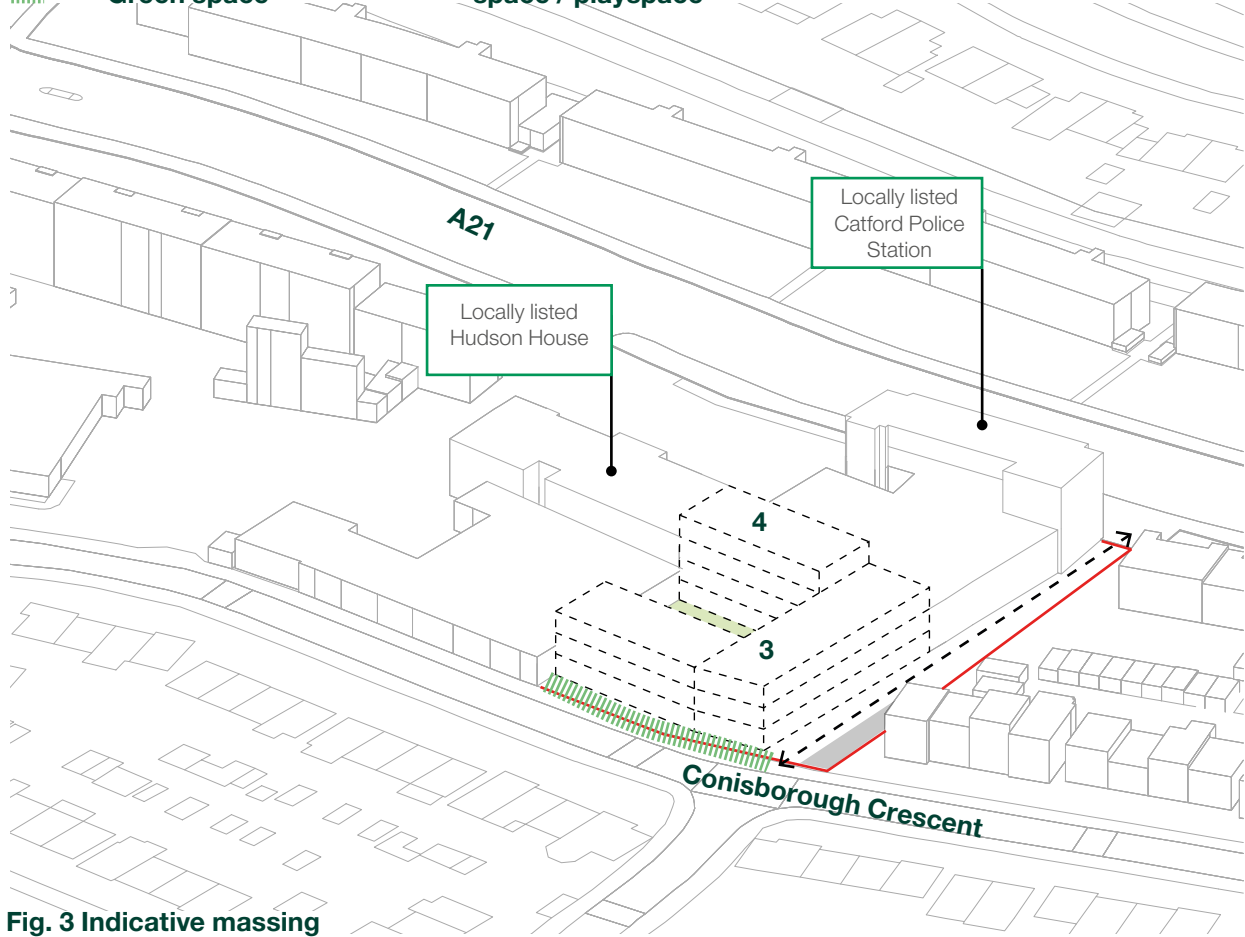 Green space
space / playspace
A21
Locally listed
Catford Police
Station
Locally listed
Hudson House
4
3
Conisborough Crescent
Fig. 3 Indicative massing